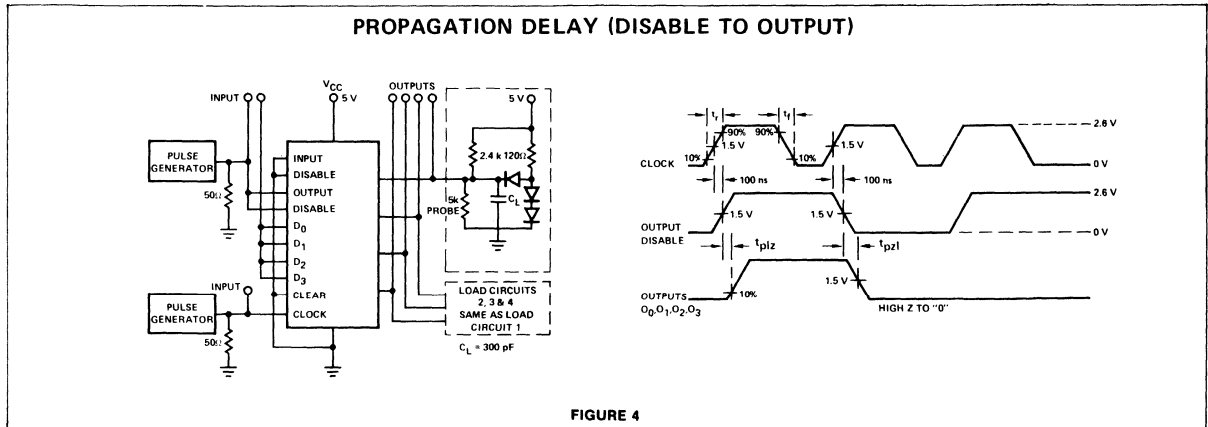 PROPAGATION DELAY (DISABLE TO OUTPUT)
INPUT
VCC
5 V
OUTPUTS
5 V
PULSE
GENERATOR
50Ω
INPUT
DISABLE
OUTPUT
DISABLE
D0
D1
D2
D3
CLEAR
CLOCK
2.4 k 120Ω
5k
PROBE
CL
INPUT
PULSE
GENERATOR
50Ω
LOAD CIRCUITS
2, 3 & 4
SAME AS LOAD
CIRCUIT 1
CL = 300 pF
tr
tf
90% 90%
1.5 V
1.5 V
10%
10%
2.6 V
0 V
CLOCK
100 ns
100 ns
2.6 V
1.5 V
1.5 V
0 V
OUTPUT
DISABLE
tplz
tpzl
1.5 V
10%
OUTPUTS
O0,O1,O2,O3
HIGH Z TO "0"
FIGURE 4